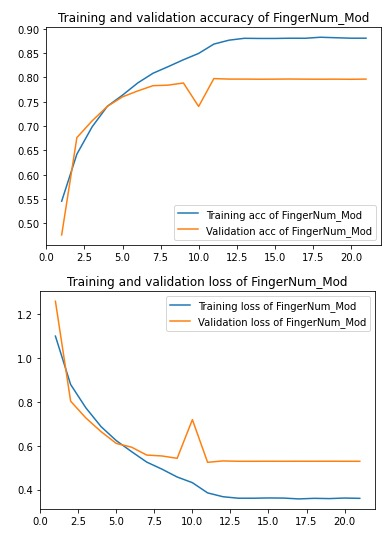 Training and validation accuracy of FingerNum_Mod
0.90
0.85
0.80
0.75
0.70
0.65
0.60
0.55
0.50
Training acc of FingerNum_Mod
Validation acc of FingerNum_Mod
0.0 2.5 5.0 7.5 10.0 12.5 15.0 17.5 20.0
Training and validation loss of FingerNum_Mod
Training loss of FingerNum_Mod
Validation loss of FingerNum_Mod
1.2
1.0
0.8
0.6
0.4
0.0 2.5 5.0 7.5 10.0 12.5 15.0 17.5 20.0